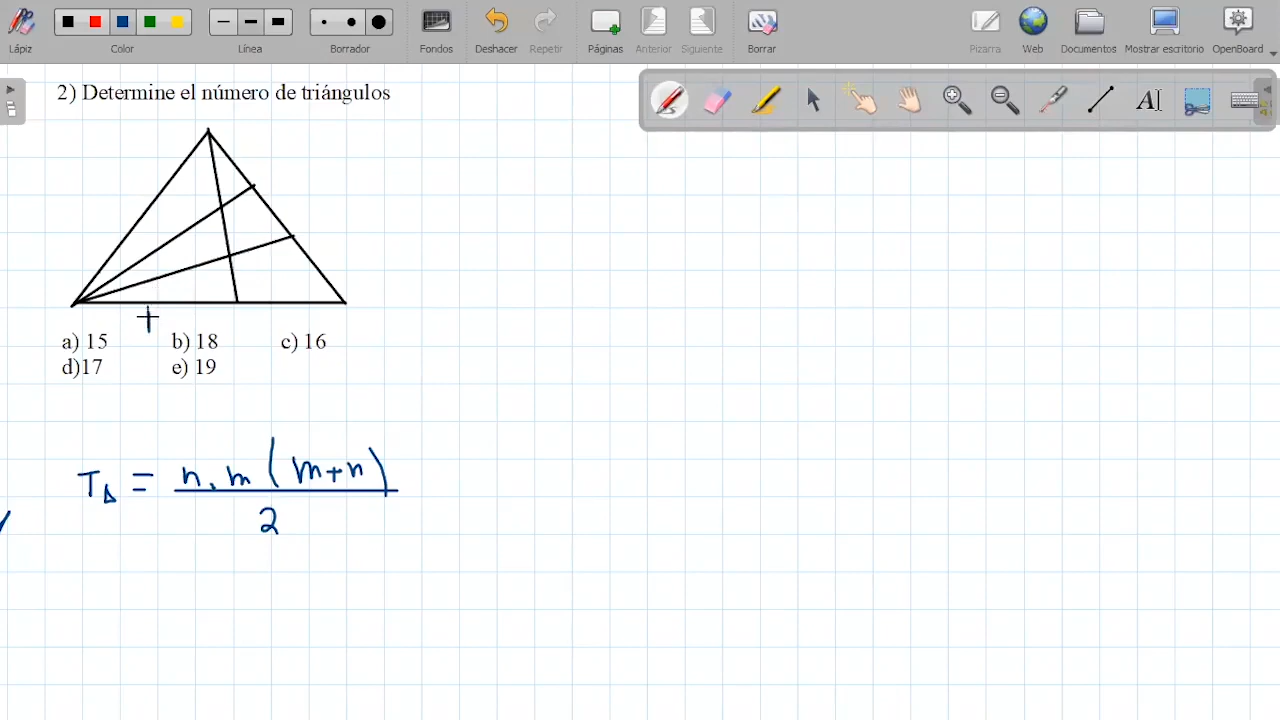 Lápiz Color Línea Borrador Fondos Deshacer Repetir Páginas Anterior Siguiente Borrar Pizarra Web Documentos Mostrar escritorio OpenBoard
2) Determine el número de triángulos
a) 15 b) 18 c) 16
d)17 e) 19
T△ = n . m ( m + n )
2